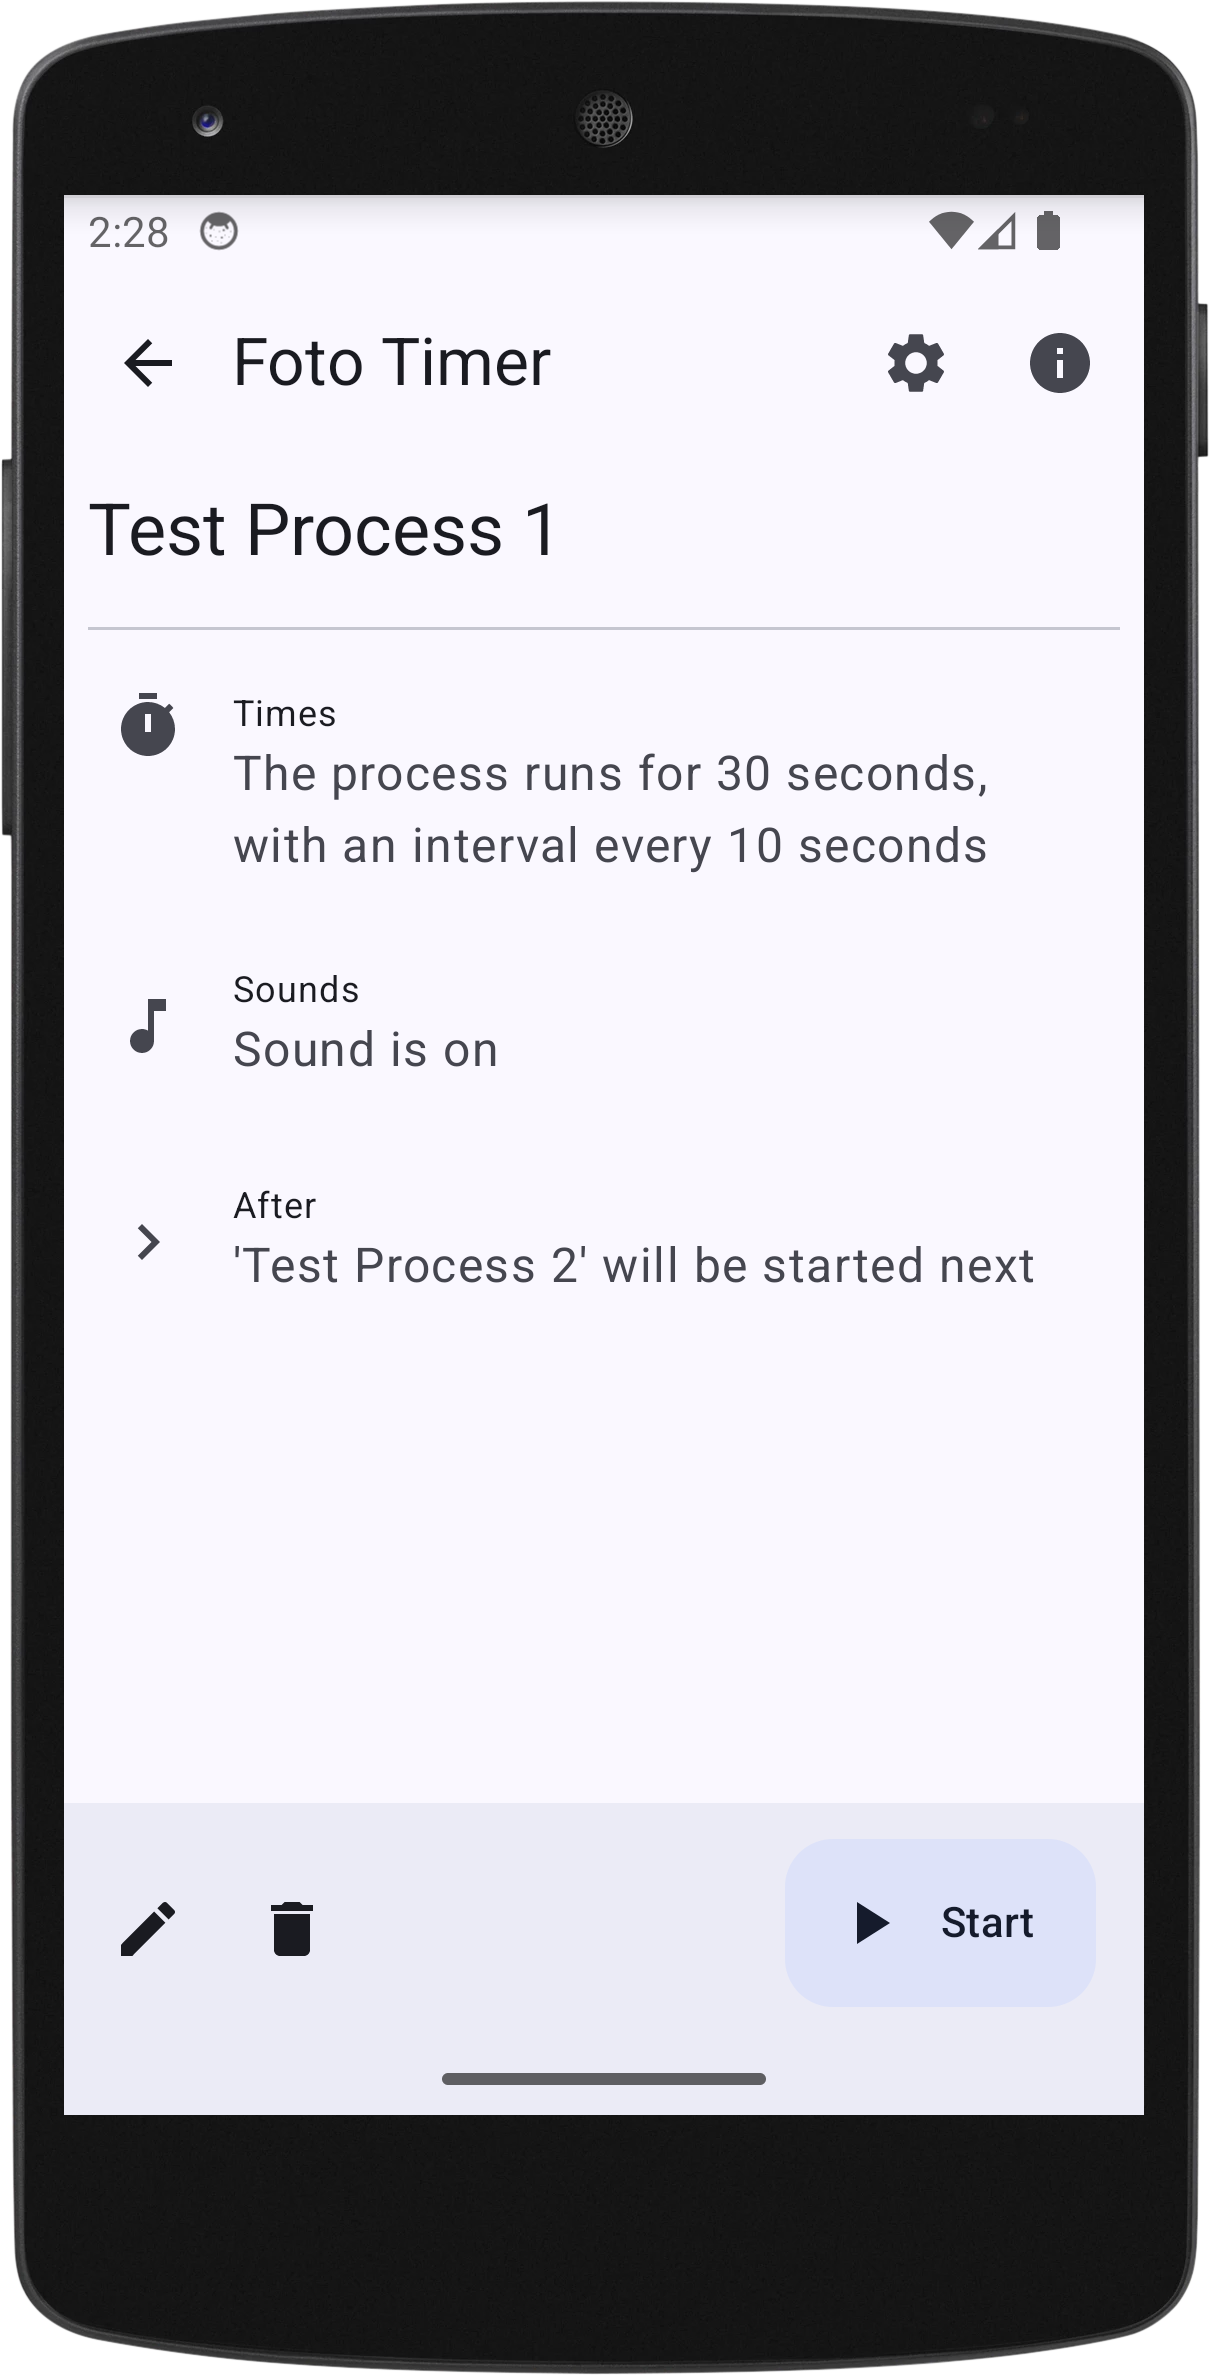 2:28
Foto Timer
Test Process 1
Times
The process runs for 30 seconds,
with an interval every 10 seconds
Sounds
Sound is on
After
'Test Process 2' will be started next
Start